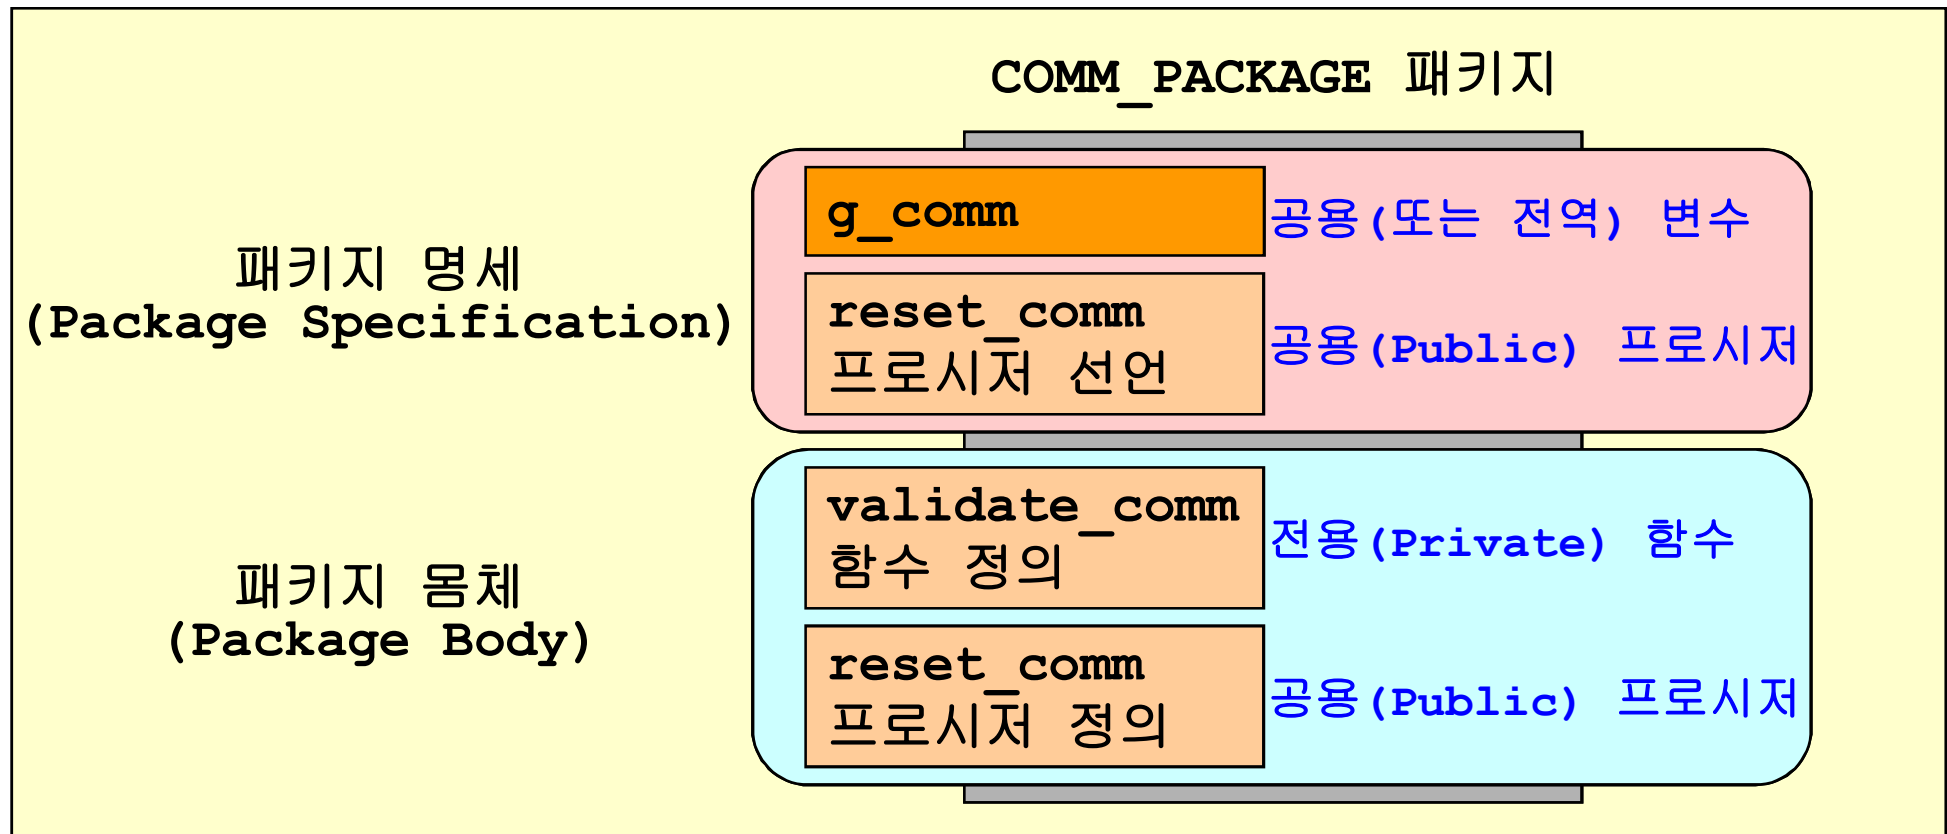 COMM_PACKAGE 패키지
패키지 명세
(Package Specification)
g_comm
공용(또는 전역) 변수
reset_comm
프로시저 선언
공용(Public) 프로시저
패키지 몸체
(Package Body)
validate_comm
함수 정의
전용(Private) 함수
reset_comm
프로시저 정의
공용(Public) 프로시저